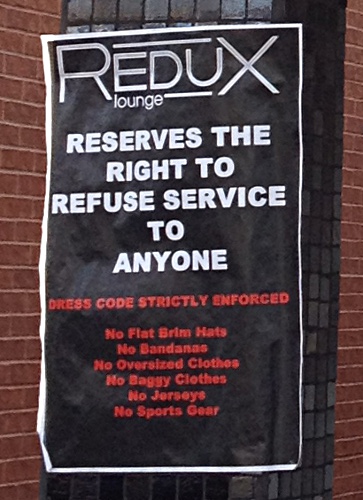 REDUX
lounge
RESERVES THE
RIGHT TO
REFUSE SERVICE
TO
ANYONE
DRESS CODE STRICTLY ENFORCED
No Flat Brim Hats
No Bandanas
No Oversized Clothes
No Baggy Clothes
No Jerseys
No Sports Gear